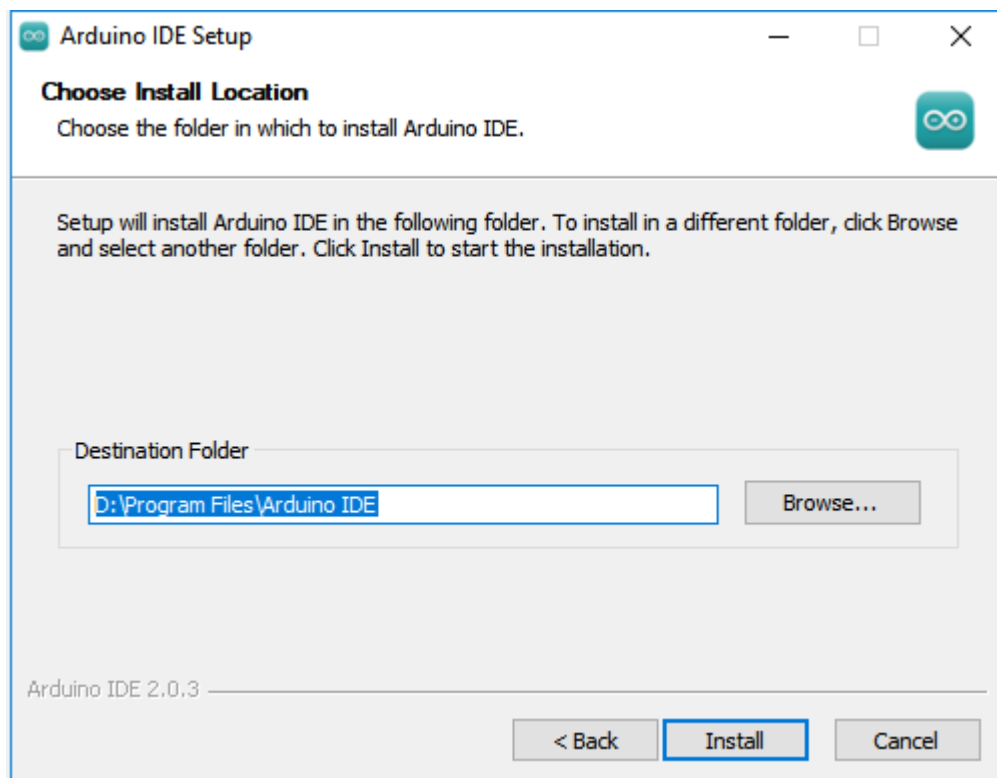 Arduino IDE Setup
Choose Install Location
Choose the folder in which to install Arduino IDE.
Setup will install Arduino IDE in the following folder. To install in a different folder, click Browse
and select another folder. Click Install to start the installation.
Destination Folder
D:\Program Files\Arduino IDE
Browse...
Arduino IDE 2.0.3
< Back
Install
Cancel